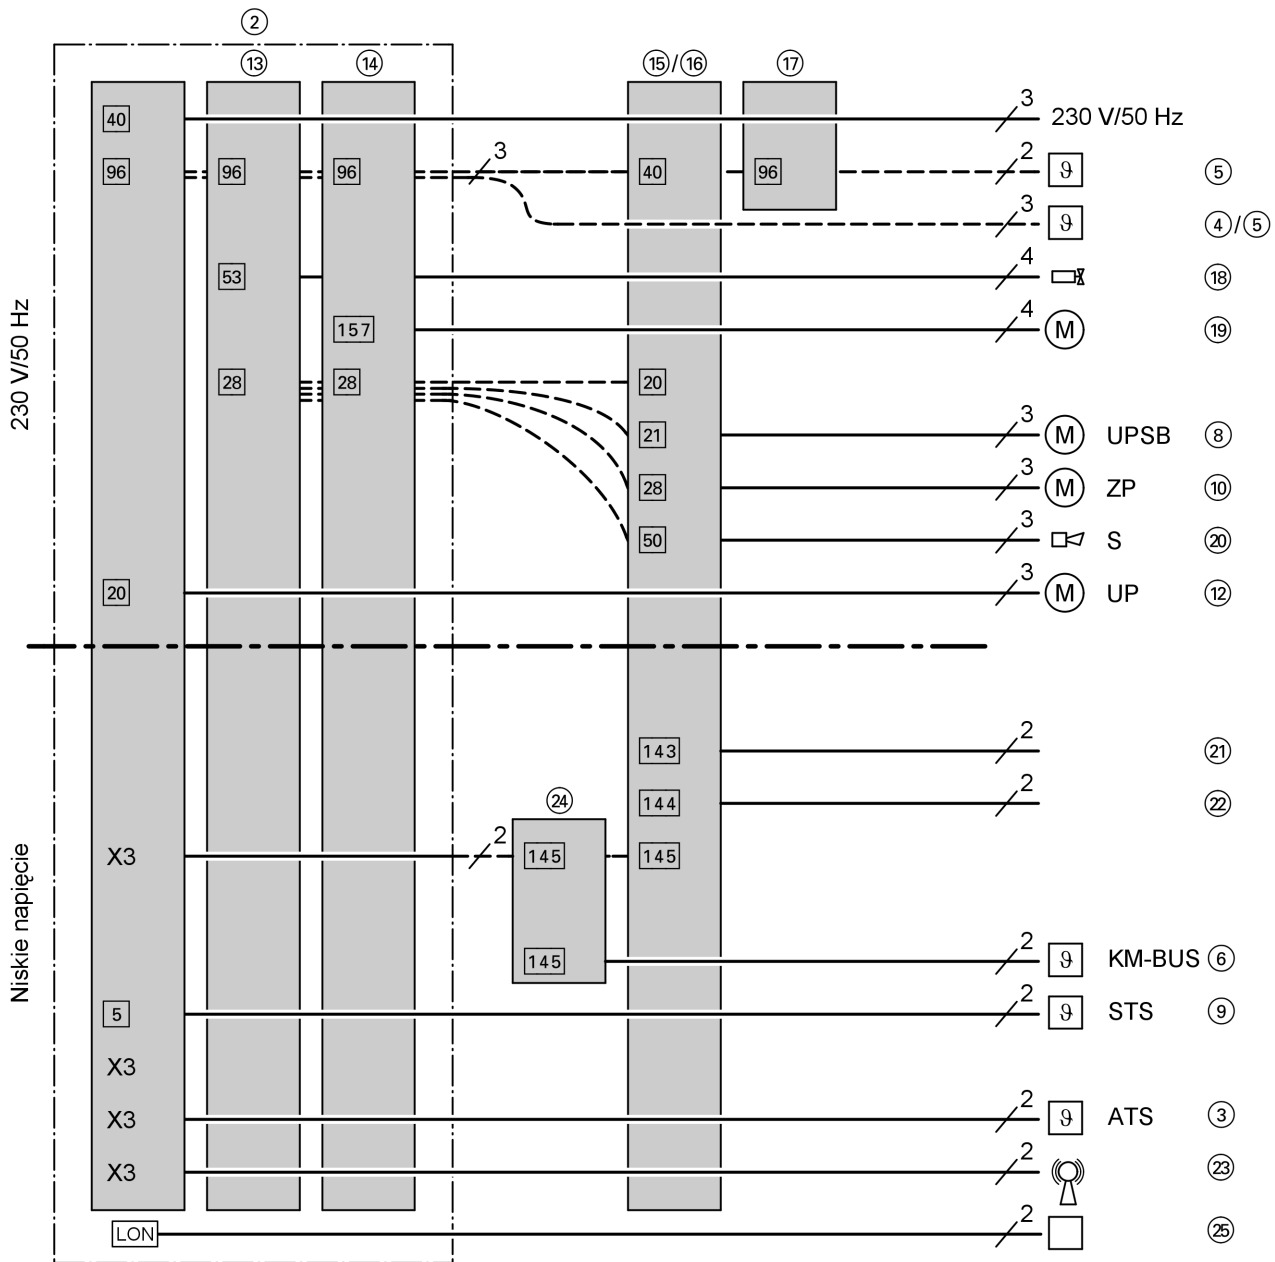 ②
⑬ ⑭ ⑮/⑯ ⑰
40 3 230 V/50 Hz
96 96 96 3 40 96 2 ϑ ⑤
3 ϑ ④/⑤
53 4 ⑱
157 4 M ⑲
230 V/50 Hz
28 28 20
21 3 M UPSB ⑧
28 3 M ZP ⑩
50 3 S ⑳
20 3 M UP ⑫
143 2 ㉑
㉔ 144 2 ㉒
X3 2 145 145
Niskie napięcie
145 2 ϑ KM-BUS ⑥
5 2 ϑ STS ⑨
X3
X3 2 ϑ ATS ③
X3 2 ㉓
LON 2 ㉕